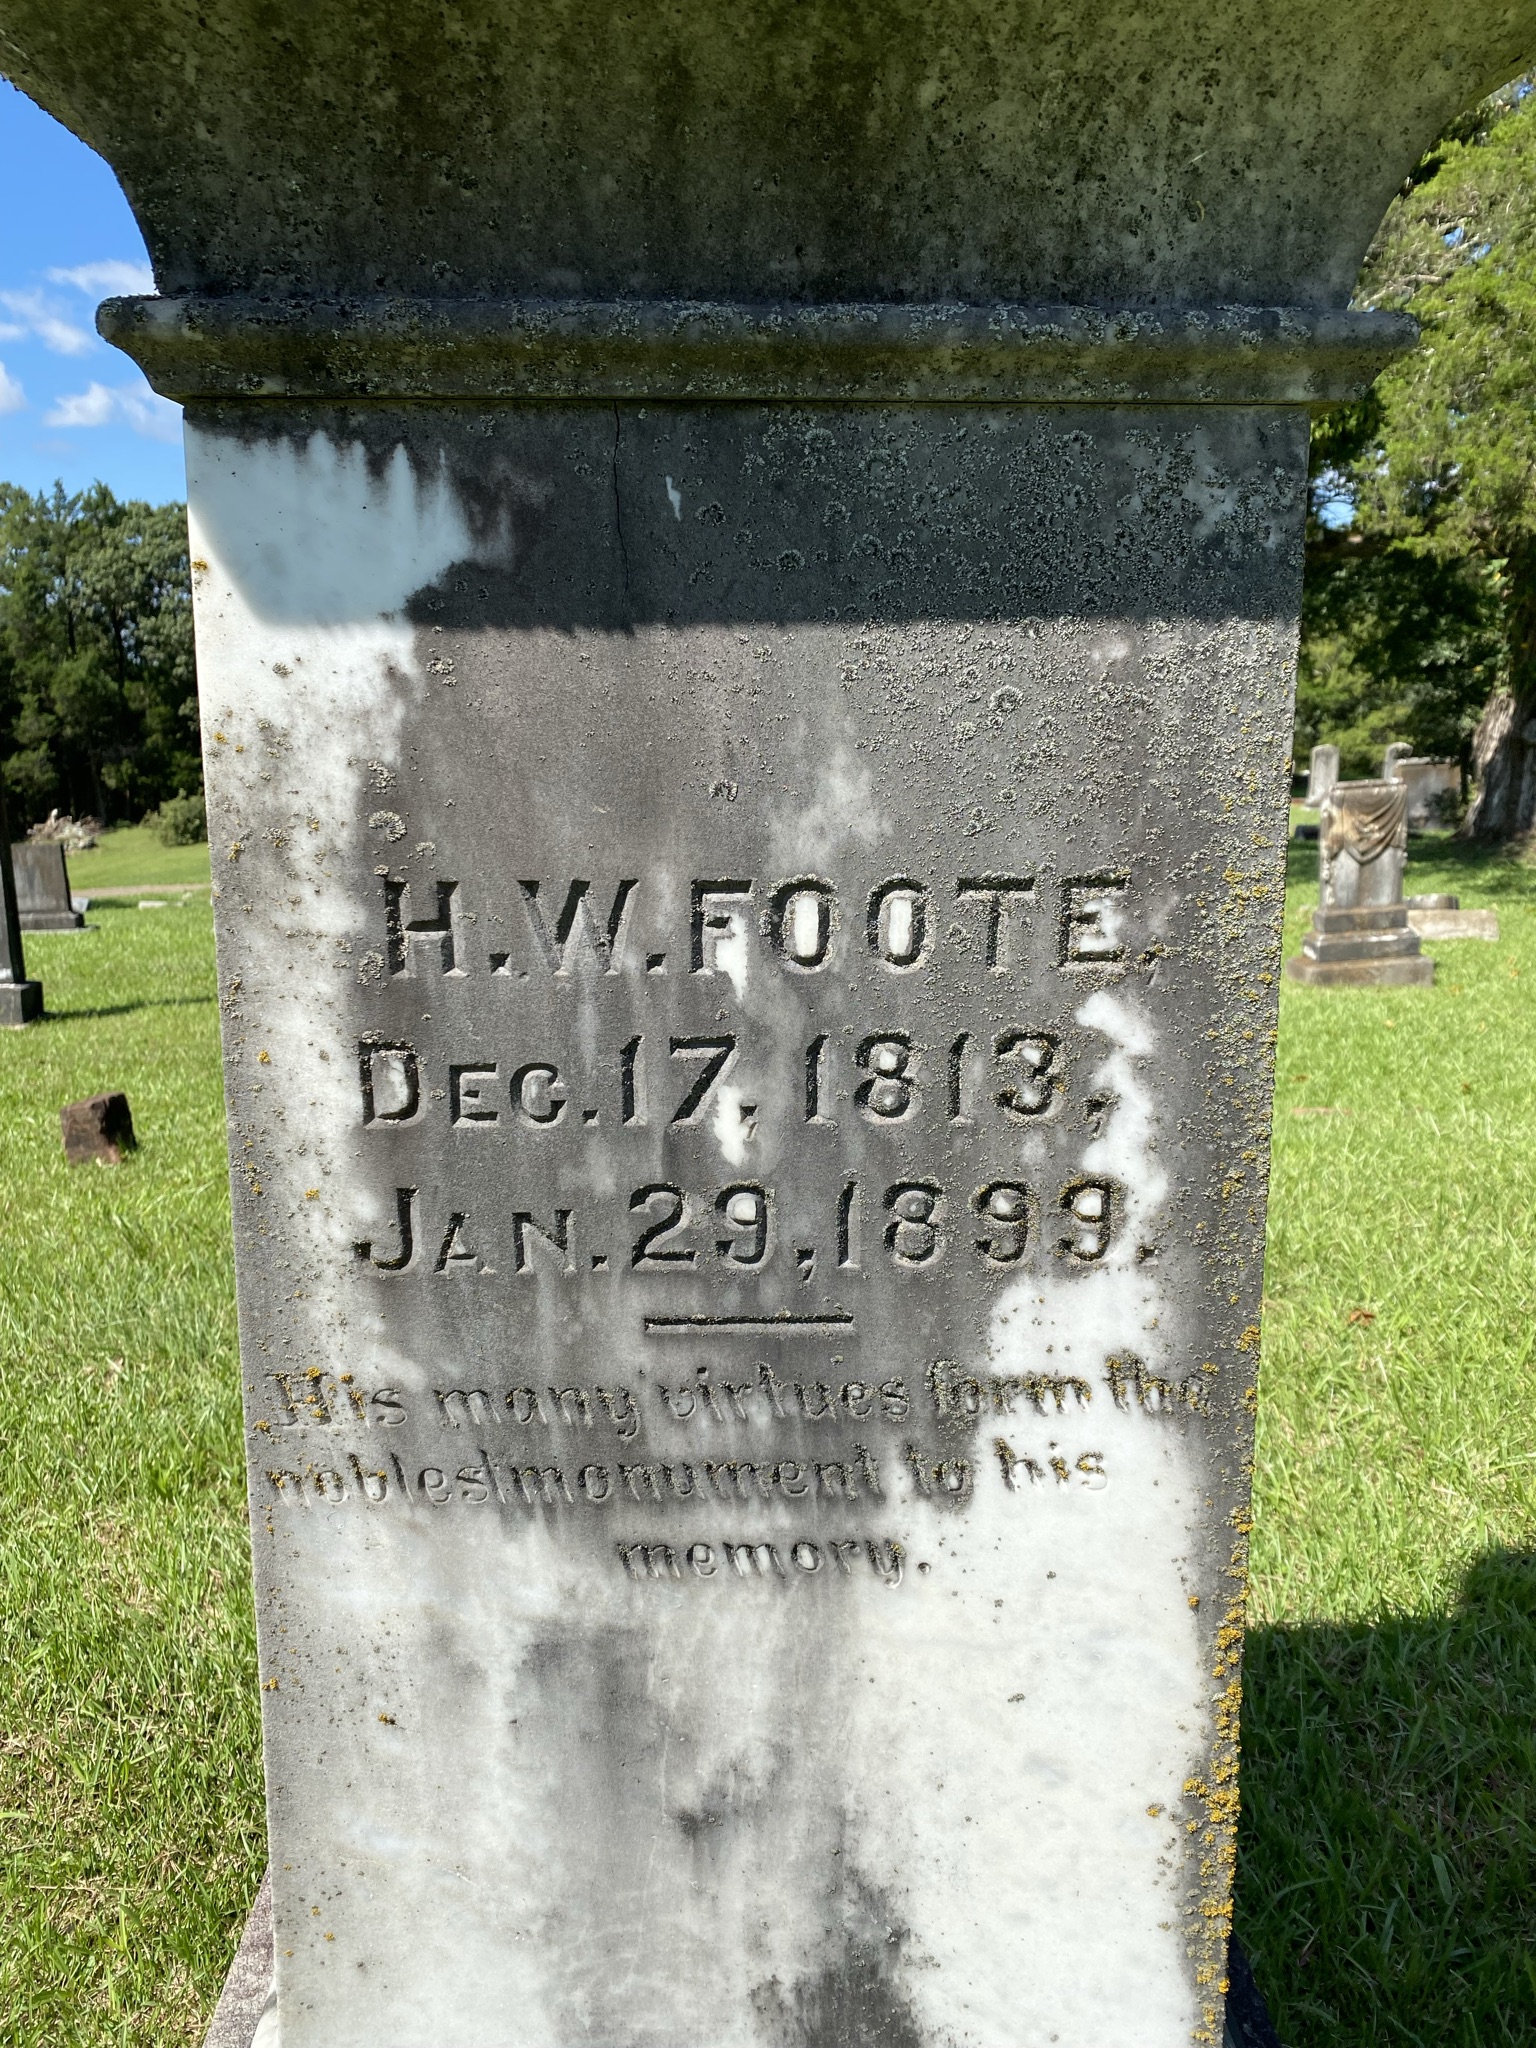 H. W. FOOTE,
DEC. 17, 1813,
JAN. 29, 1899.
His many virtues form the
noblest monument to his
memory.